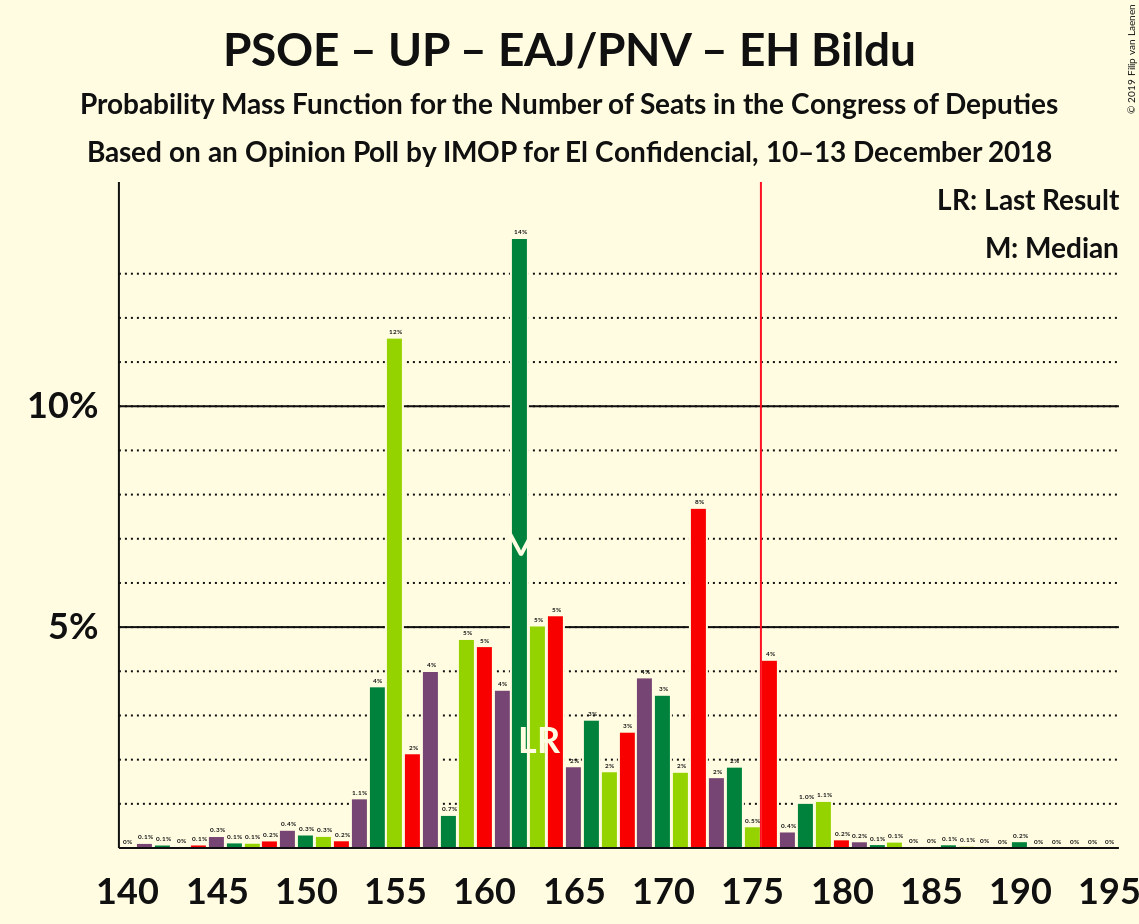 © 2019 Filip van Laenen
PSOE – UP – EAJ/PNV – EH Bildu
Probability Mass Function for the Number of Seats in the Congress of Deputies
Based on an Opinion Poll by IMOP for El Confidencial, 10–13 December 2018
LR: Last Result
M: Median
10%
5%
0% 0.1% 0.1% 0% 0.1% 0.3% 0.1% 0.1% 0.2% 0.4% 0.3% 0.3% 0.2% 1.1% 4% 12% 2% 4% 0.7% 5% 5% 4% 14% 5% 5% 2% 3% 2% 3% 4% 3% 2% 8% 2% 2% 0.5% 4% 0.4% 1.0% 1.1% 0.2% 0.2% 0.1% 0.1% 0% 0% 0.1% 0.1% 0% 0% 0.2% 0% 0% 0% 0% 0%
M
LR
140 145 150 155 160 165 170 175 180 185 190 195